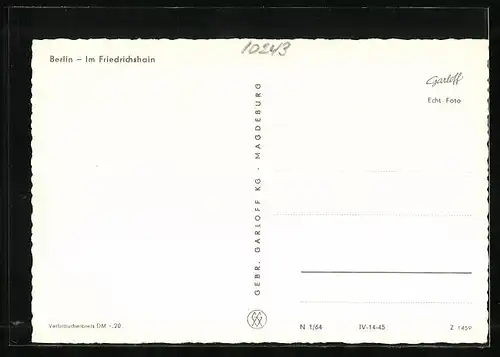 10243
Berlin – Im Friedrichshain
Garloff
Echt Foto
GEBR. GARLOFF KG · MAGDEBURG
Verbraucherpreis DM -.20
N 1/64 IV-14-45 Z 1459